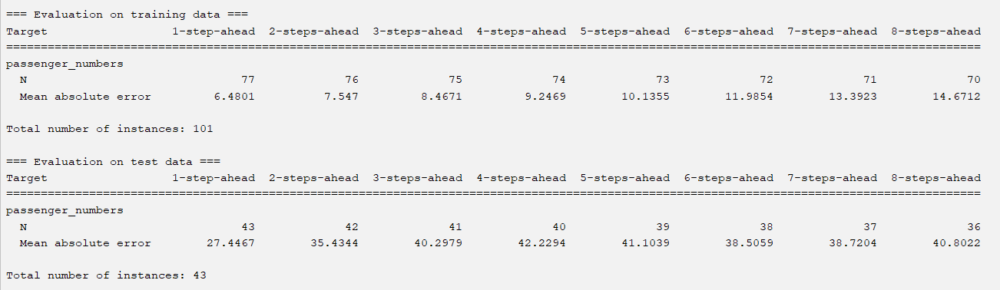 === Evaluation on training data ===
Target                  1-step-ahead  2-steps-ahead  3-steps-ahead  4-steps-ahead  5-steps-ahead  6-steps-ahead  7-steps-ahead  8-steps-ahead
=============================================================================================================================================
passenger_numbers
  N                               77             76             75             74             73             72             71             70
  Mean absolute error         6.4801          7.547         8.4671         9.2469        10.1355        11.9854        13.3923        14.6712

Total number of instances: 101

=== Evaluation on test data ===
Target                  1-step-ahead  2-steps-ahead  3-steps-ahead  4-steps-ahead  5-steps-ahead  6-steps-ahead  7-steps-ahead  8-steps-ahead
=============================================================================================================================================
passenger_numbers
  N                               43             42             41             40             39             38             37             36
  Mean absolute error        27.4467        35.4344        40.2979        42.2294        41.1039        38.5059        38.7204        40.8022

Total number of instances: 43